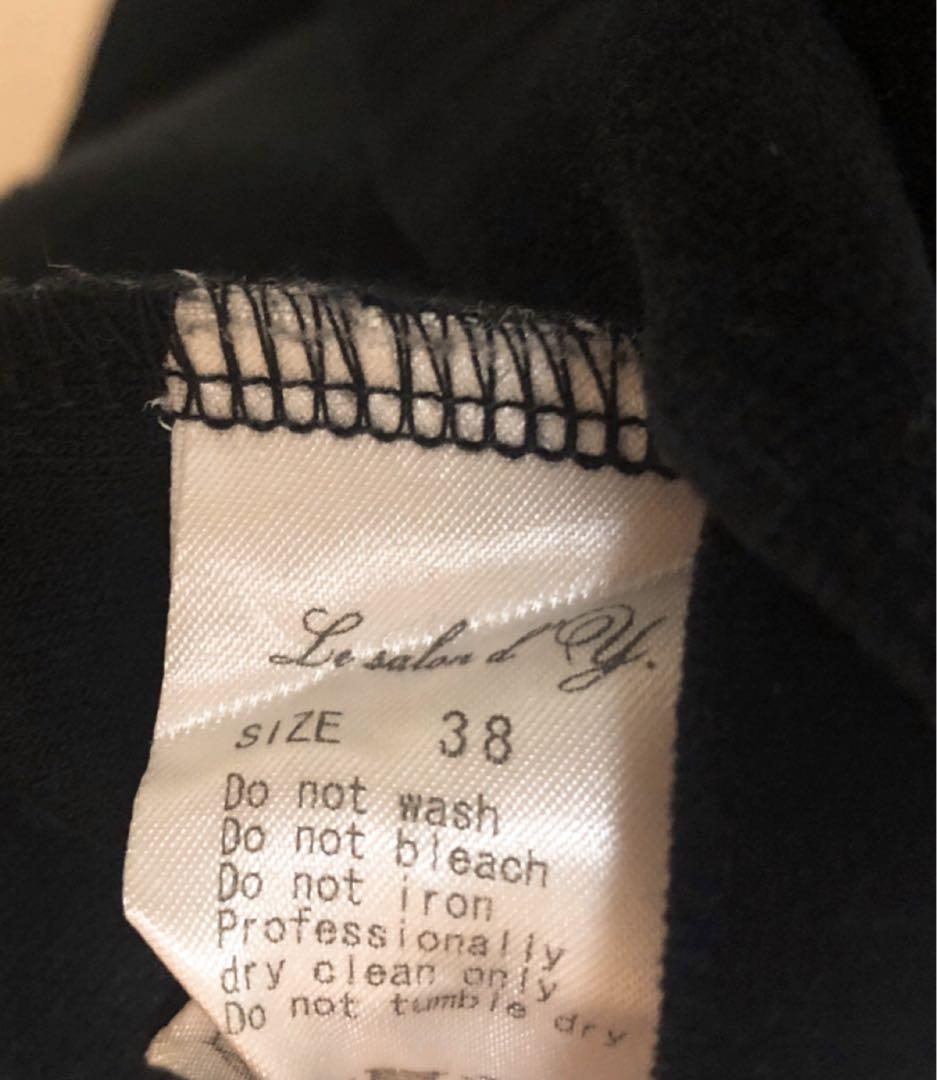 Le salon d'Y.
SIZE 38
Do not wash
Do not bleach
Do not iron
Professionally
dry clean only
Do not tumble dry